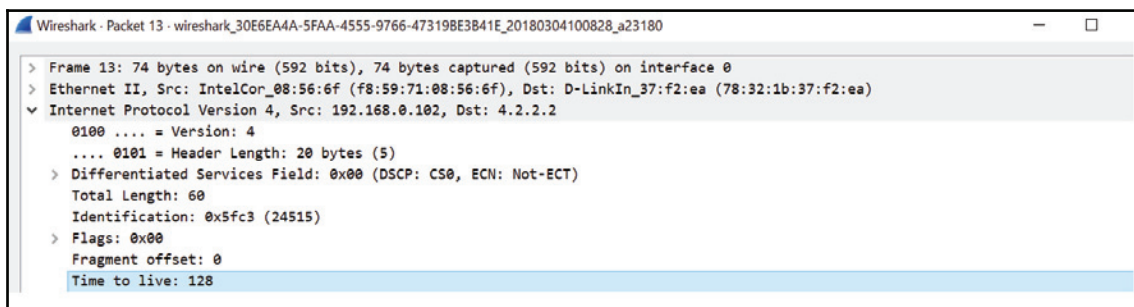 Wireshark · Packet 13 · wireshark_30E6EA4A-5FAA-4555-9766-47319BE3B41E_20180304100828_a23180
> Frame 13: 74 bytes on wire (592 bits), 74 bytes captured (592 bits) on interface 0
> Ethernet II, Src: IntelCor_08:56:6f (f8:59:71:08:56:6f), Dst: D-LinkIn_37:f2:ea (78:32:1b:37:f2:ea)
Internet Protocol Version 4, Src: 192.168.0.102, Dst: 4.2.2.2
0100 .... = Version: 4
.... 0101 = Header Length: 20 bytes (5)
> Differentiated Services Field: 0x00 (DSCP: CS0, ECN: Not-ECT)
Total Length: 60
Identification: 0x5fc3 (24515)
> Flags: 0x00
Fragment offset: 0
Time to live: 128